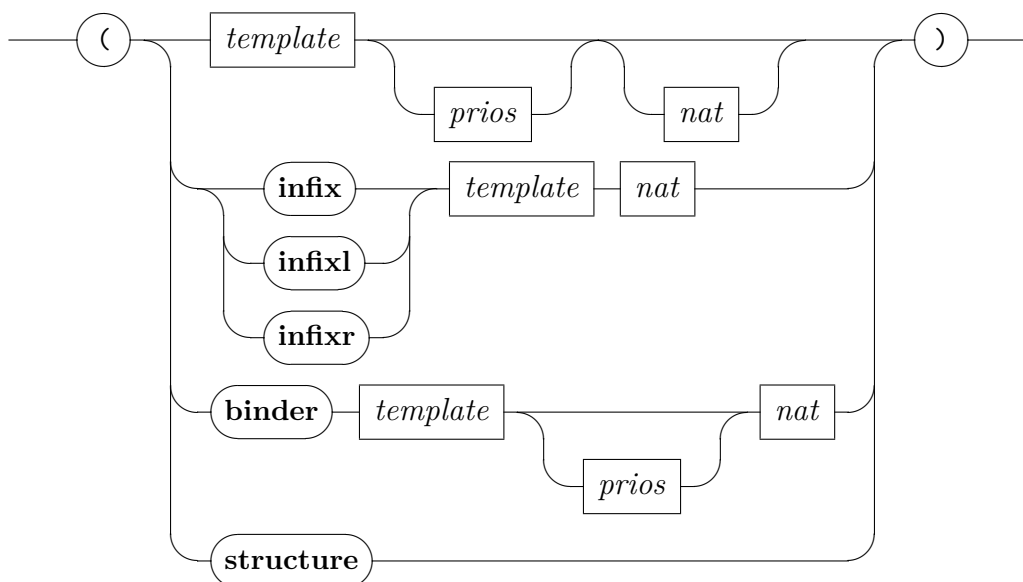 ( template )
prios nat
infix template nat
infixl
infixr
binder template nat
prios
structure